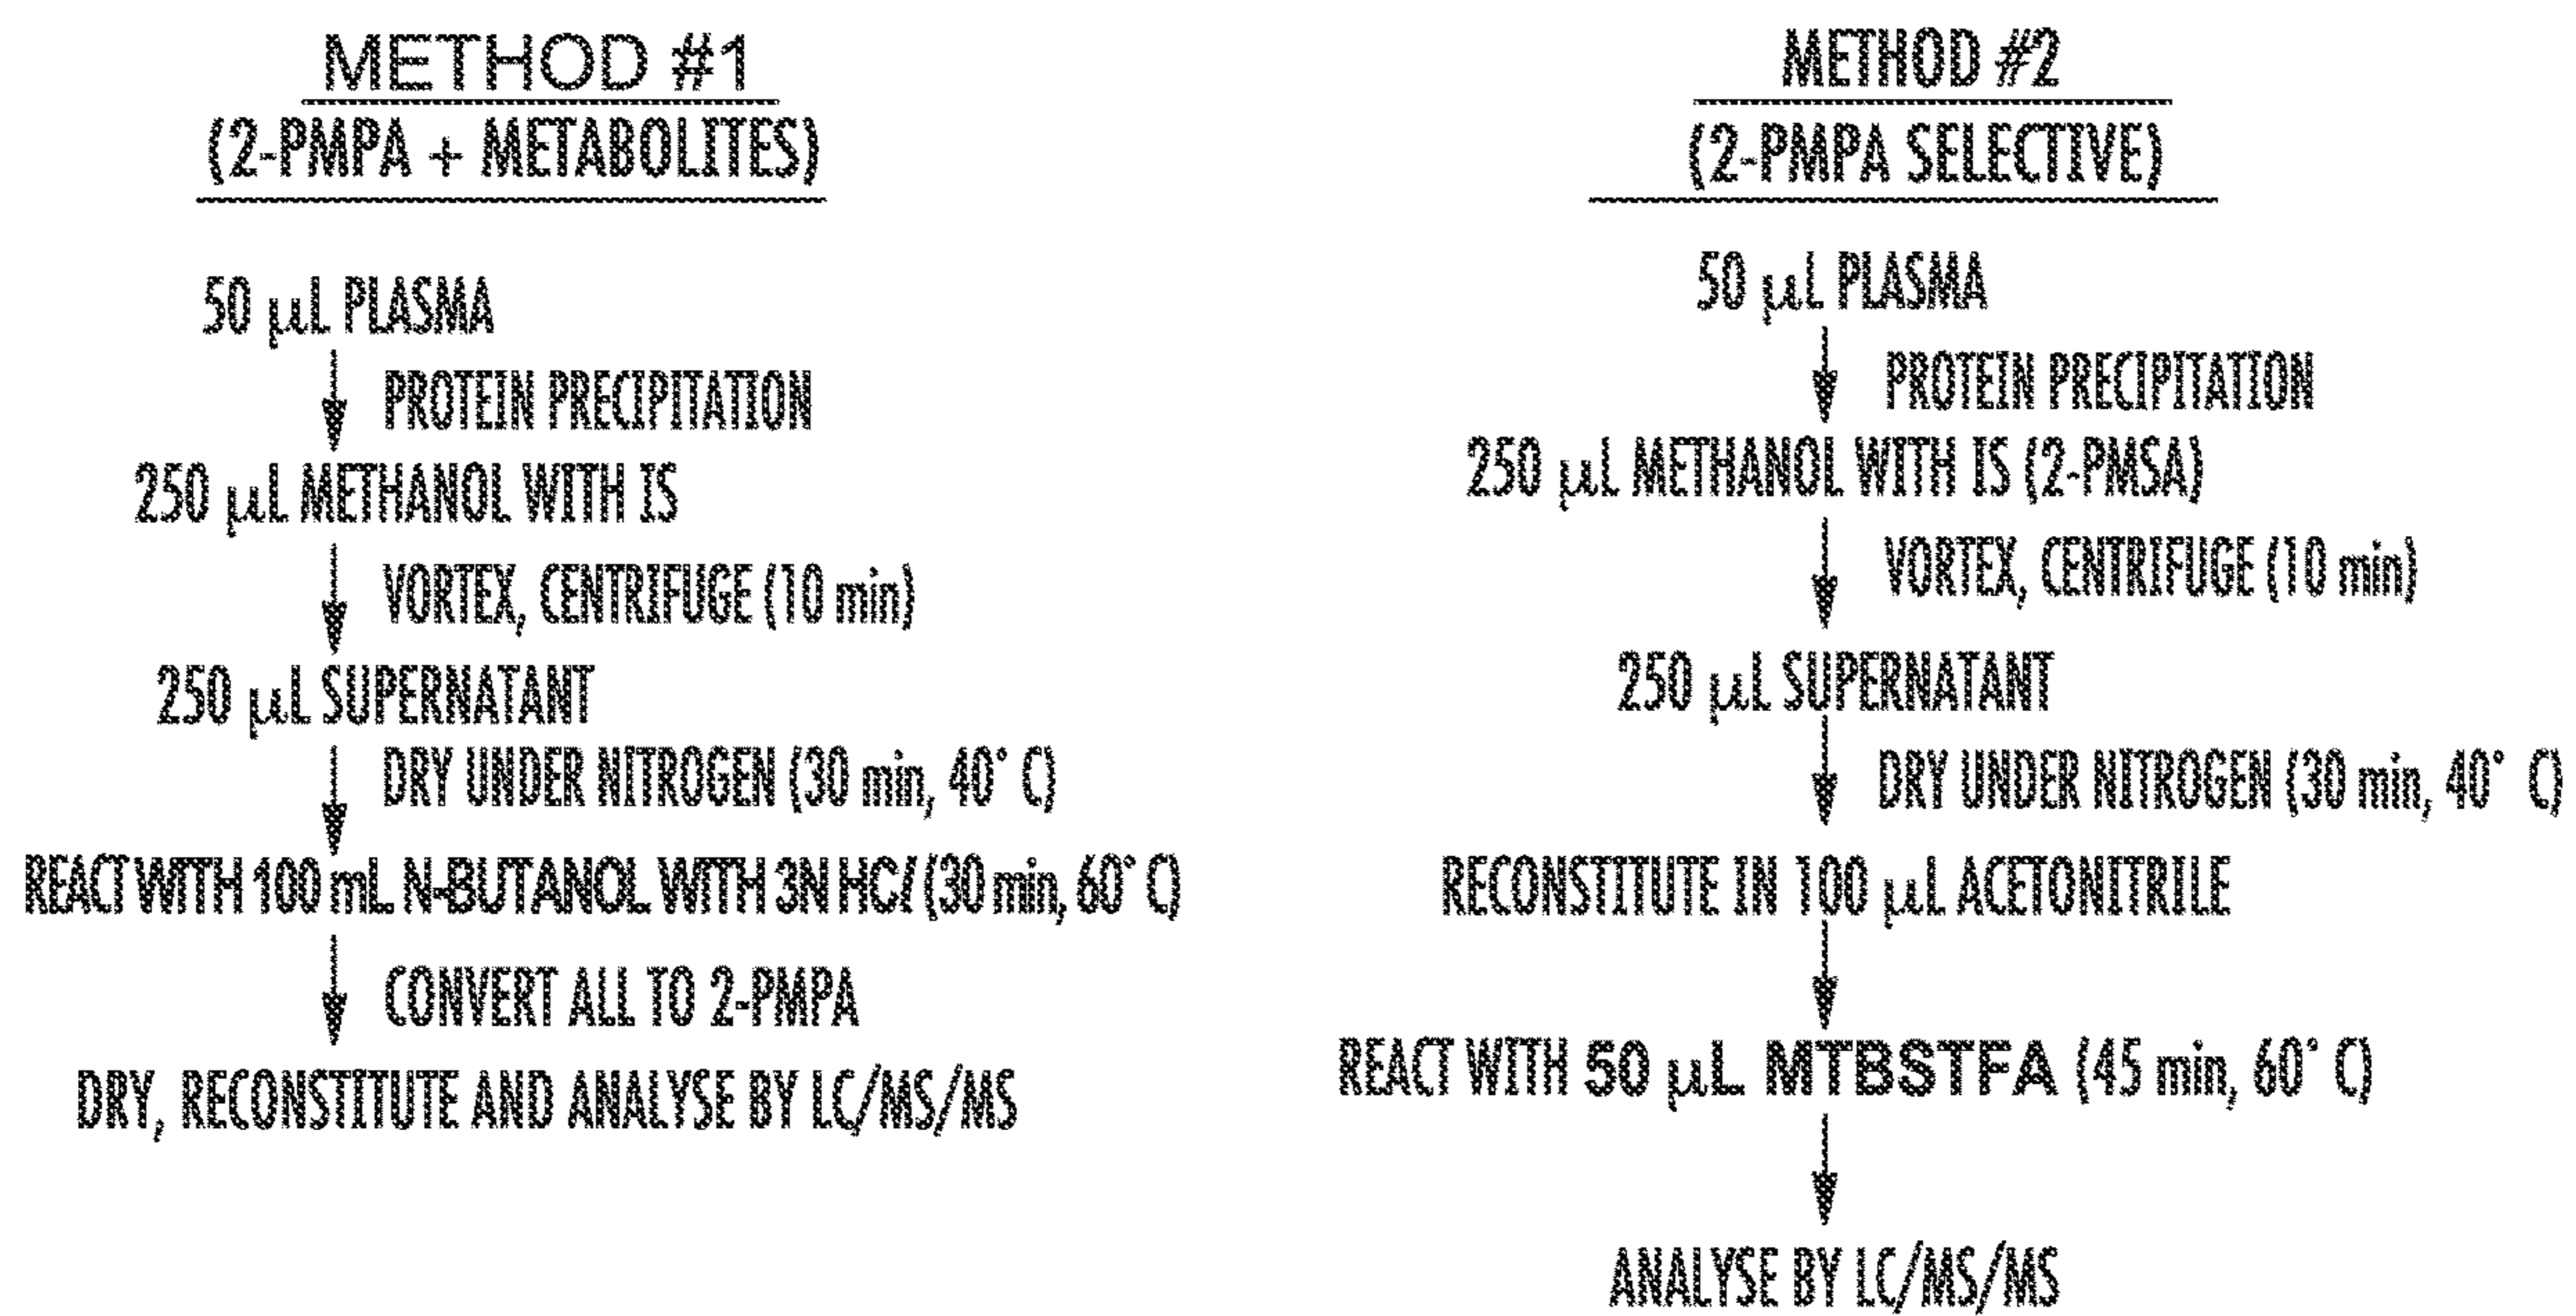 METHOD #1
(2-PMPA + METABOLITES)
50 µL PLASMA
PROTEIN PRECIPITATION
250 µL METHANOL WITH IS
VORTEX, CENTRIFUGE (10 min)
250 µL SUPERNATANT
DRY UNDER NITROGEN (30 min, 40° C)
REACT WITH 100 mL N-BUTANOL WITH 3N HCl (30 min, 60° C)
CONVERT ALL TO 2-PMPA
DRY, RECONSTITUTE AND ANALYSE BY LC/MS/MS
METHOD #2
(2-PMPA SELECTIVE)
50 µL PLASMA
PROTEIN PRECIPITATION
250 µL METHANOL WITH IS (2-PMSA)
VORTEX, CENTRIFUGE (10 min)
250 µL SUPERNATANT
DRY UNDER NITROGEN (30 min, 40° C)
RECONSTITUTE IN 100 µL ACETONITRILE
REACT WITH 50 µL MTBSTFA (45 min, 60° C)
ANALYSE BY LC/MS/MS